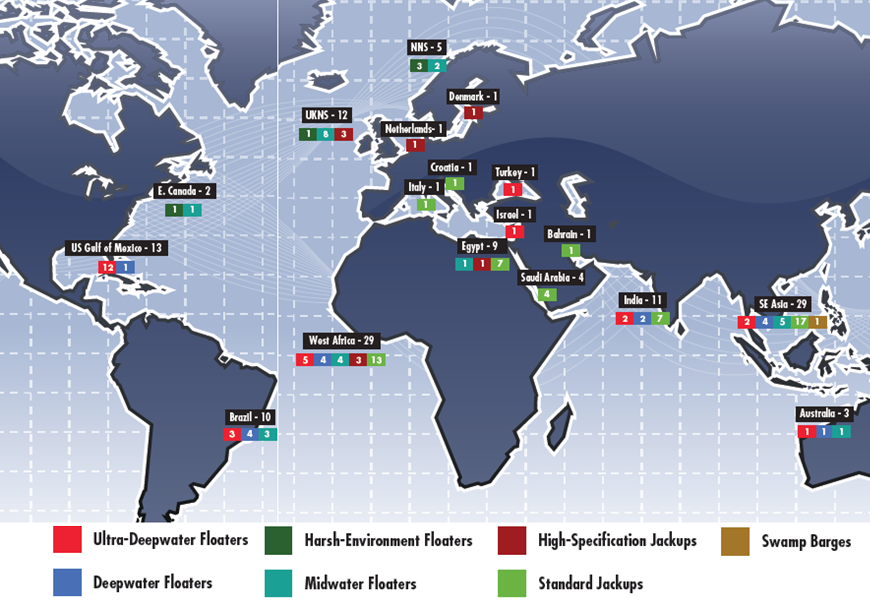 NNS - 5
3 2
Denmark - 1
1
UKNS - 12
1 8 3
Netherlands- 1
1
Croatia - 1
1
Turkey - 1
1
Italy - 1
1
E. Canada - 2
1 1
Israel - 1
1
Bahrain - 1
1
US Gulf of Mexico - 13
12 1
Egypt - 9
1 1 7
Saudi Arabia - 4
4
India - 11
2 2 7
SE Asia - 29
2 4 5 17 1
West Africa - 29
5 4 4 3 13
Brazil - 10
3 4 3
Australia - 3
1 1 1
Ultra-Deepwater Floaters
Harsh-Environment Floaters
High-Specification Jackups
Swamp Barges
Deepwater Floaters
Midwater Floaters
Standard Jackups